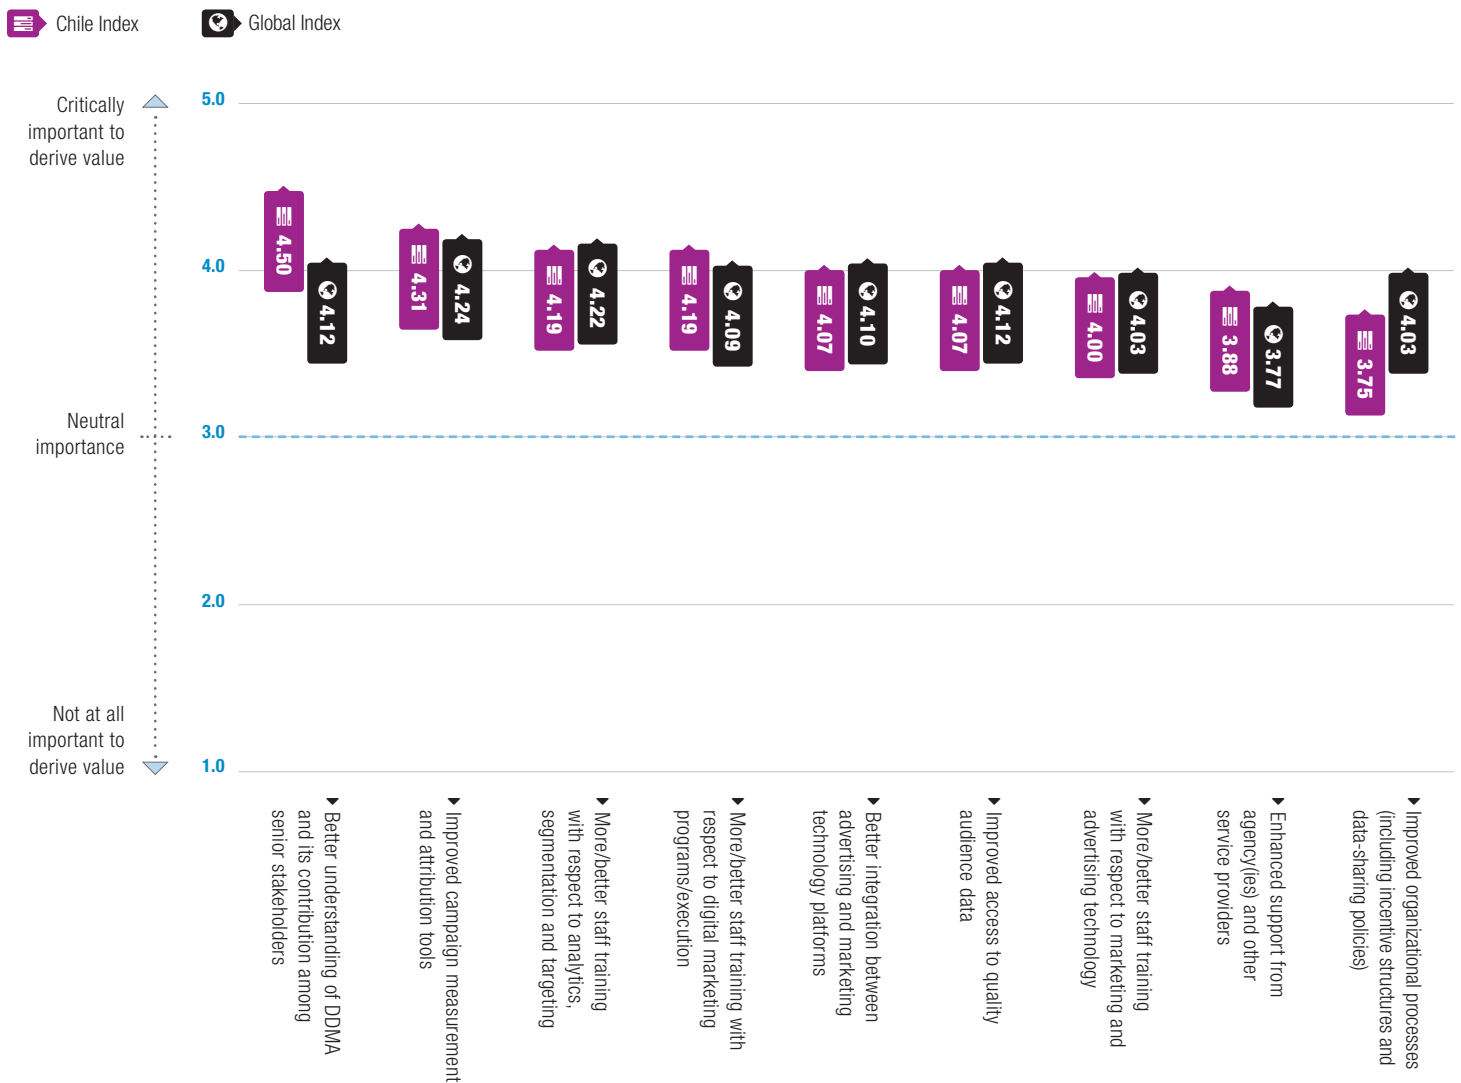 Chile Index
Global Index
Critically
important to
derive value
Neutral
importance
Not at all
important to
derive value
5.0
4.0
3.0
2.0
1.0
4.50
4.12
4.31
4.24
4.19
4.22
4.19
4.09
4.07
4.10
4.07
4.12
4.00
4.03
3.88
3.77
3.75
4.03
Better understanding of DDMA
and its contribution among
senior stakeholders
Improved campaign measurement
and attribution tools
More/better staff training
with respect to analytics,
segmentation and targeting
More/better staff training with
respect to digital marketing
programs/execution
Better integration between
advertising and marketing
technology platforms
Improved access to quality
audience data
More/better staff training
with respect to marketing and
advertising technology
Enhanced support from
agency(ies) and other
service providers
Improved organizational processes
(including incentive structures and
data-sharing policies)